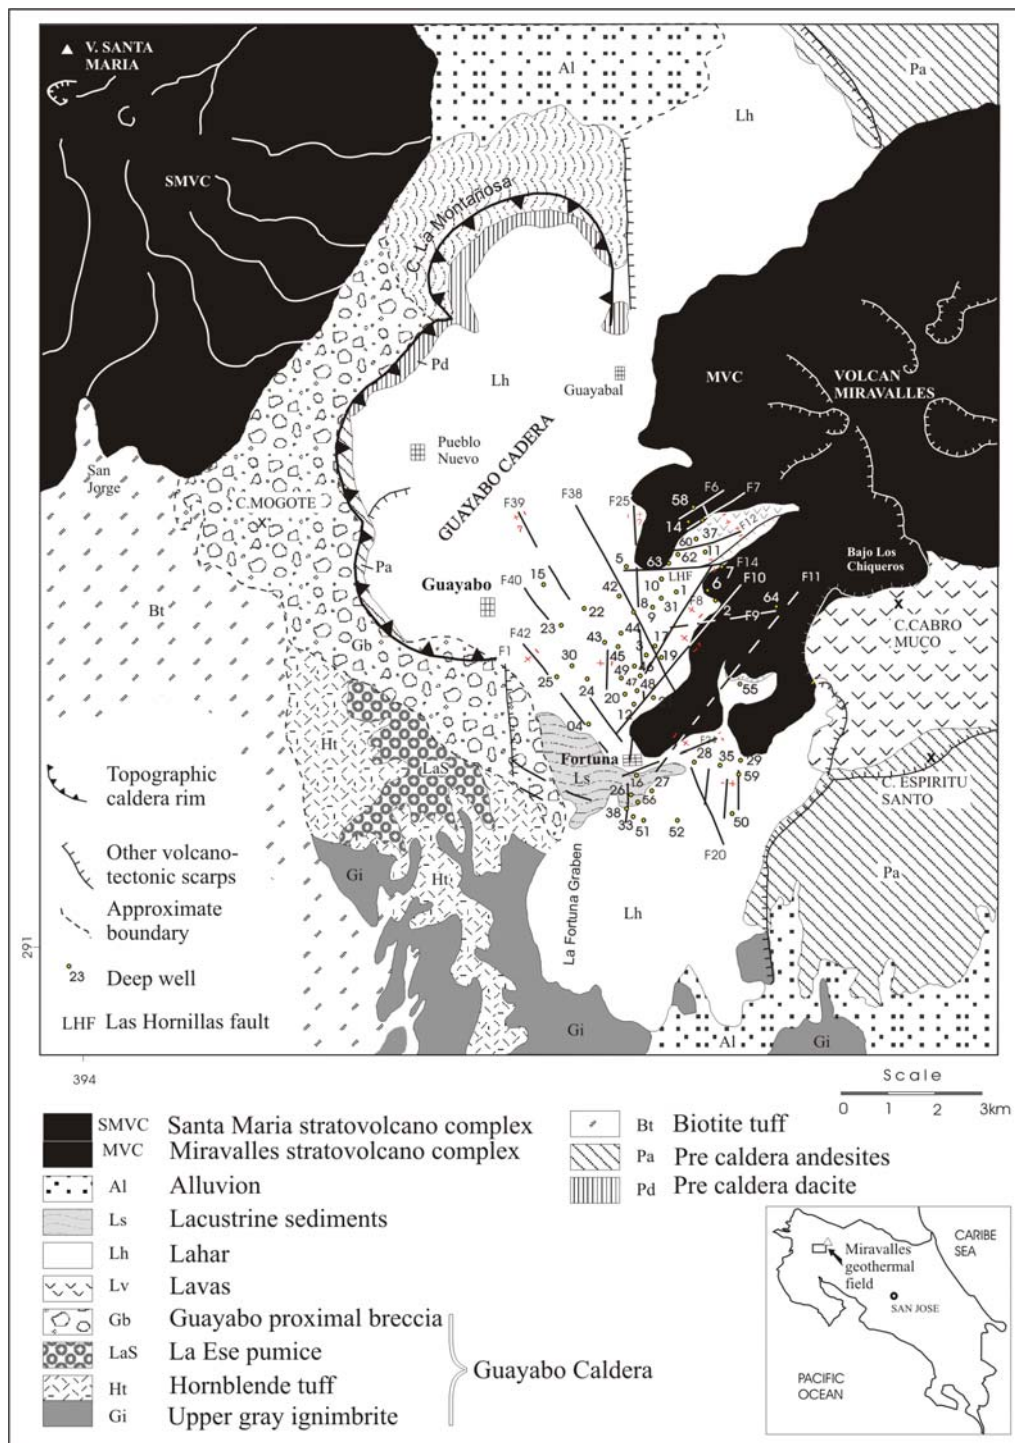 V. SANTA
MARIA
Al
Pa
Lh
SMVC
C. La Montañosa
Pd
Lh
Guayabal
MVC
VOLCAN
MIRAVALLES
Pueblo
Nuevo
GUAYABO CADERA
San
Jorge
C.MOGOTE
X
F39
F38
F25
F6
F7
58
14
F12
37
60
11
62
63
5
Pa
Bajo Los
Chiqueros
F14
F10
F11
7
6
LHF
10
1
F40
15
Guayabo
42
22
8
9
31
F8
2
F9
64
X
C.CABRO
MUCO
Bt
23
44
43
3
17
F42
F1
Gb
30
45
19
46
49
25
24
47
48
20
55
12
04
Ht
Fortuna
LaS
Ls
28
35
29
X
C. ESPIRITU
SANTO
Topographic
caldera rim
16
27
59
26
56
38
33
51
52
50
F20
Other volcano-
tectonic scarps
Gi
Ht
Pa
La Fortuna Graben
Lh
Approximate
boundary
291
23
Deep well
LHF Las Hornillas fault
Gi
Al
Gi
394
Scale
0 1 2 3km
SMVC Santa Maria stratovolcano complex
MVC Miravalles stratovolcano complex
Al Alluvion
Ls Lacustrine sediments
Lh Lahar
Lv Lavas
Gb Guayabo proximal breccia
LaS La Ese pumice
Ht Hornblende tuff
Gi Upper gray ignimbrite
Guayabo Caldera
Bt Biotite tuff
Pa Pre caldera andesites
Pd Pre caldera dacite
CARIBE
SEA
Miravalles
geothermal
field
SAN JOSE
PACIFIC
OCEAN